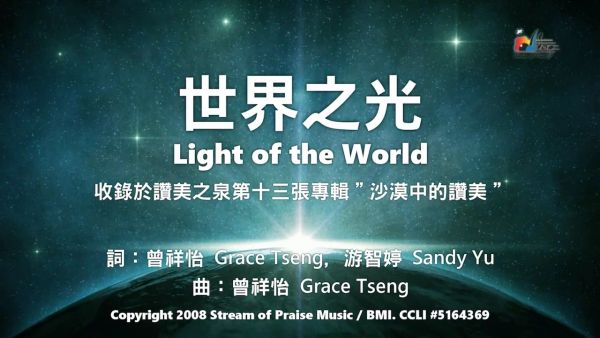 世界之光
Light of the World
收錄於讚美之泉第十三張專輯”沙漠中的讚美”
詞：曾祥怡 Grace Tseng, 游智婷 Sandy Yu
曲：曾祥怡 Grace Tseng
Copyright 2008 Stream of Praise Music / BMI. CCLI #5164369